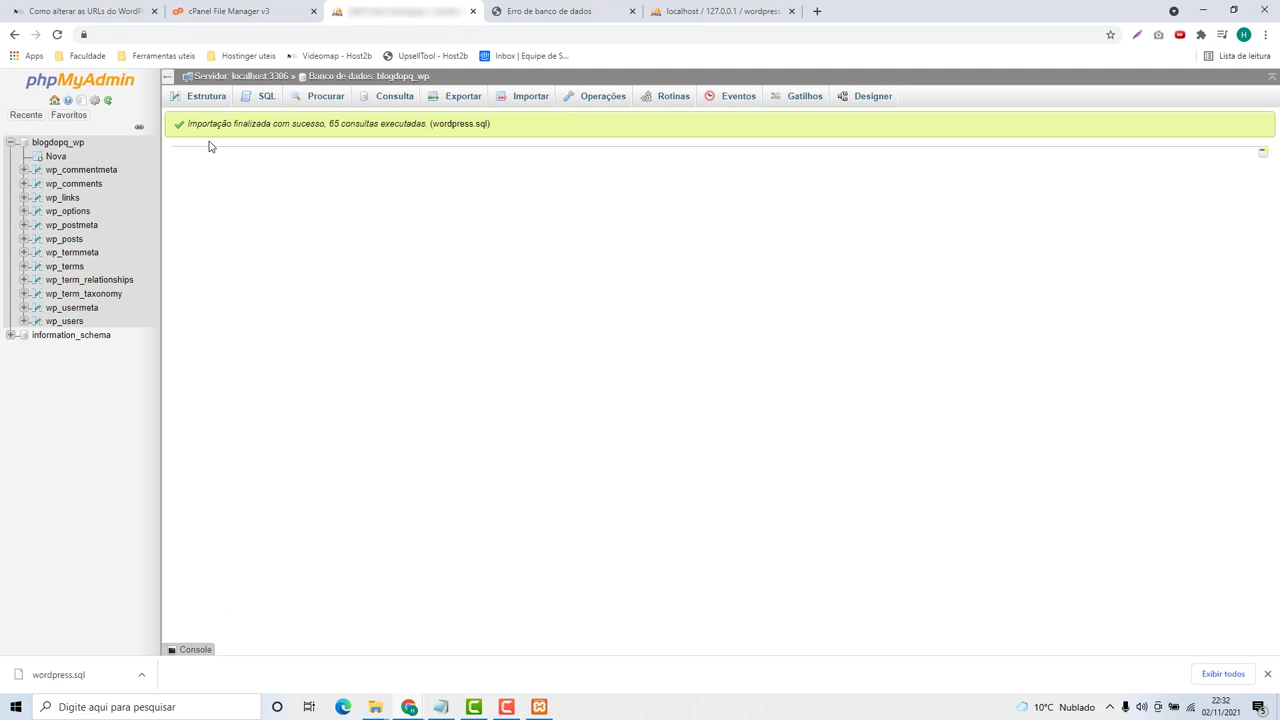 Como alterar as URLs do WordP
cPanel File Manager v3
Erro de banco de dados
localhost / 127.0.0.1 / wordpres
Apps
Faculdade
Ferramentas uteis
Hostinger uteis
Videomap - Host2b
UpsellTool - Host2b
Inbox | Equipe de S...
Lista de leitura
phpMyAdmin
Servidor: localhost:3306 » Banco de dados: blogdopq_wp
Estrutura
SQL
Procurar
Consulta
Exportar
Importar
Operações
Rotinas
Eventos
Gatilhos
Designer
Recente
Favoritos
Importação finalizada com sucesso, 65 consultas executadas. (wordpress.sql)
blogdopq_wp
Nova
wp_commentmeta
wp_comments
wp_links
wp_options
wp_postmeta
wp_posts
wp_termmeta
wp_terms
wp_term_relationships
wp_term_taxonomy
wp_usermeta
wp_users
information_schema
Console
wordpress.sql
Exibir todos
Digite aqui para pesquisar
10°C Nublado
22:32
02/11/2021